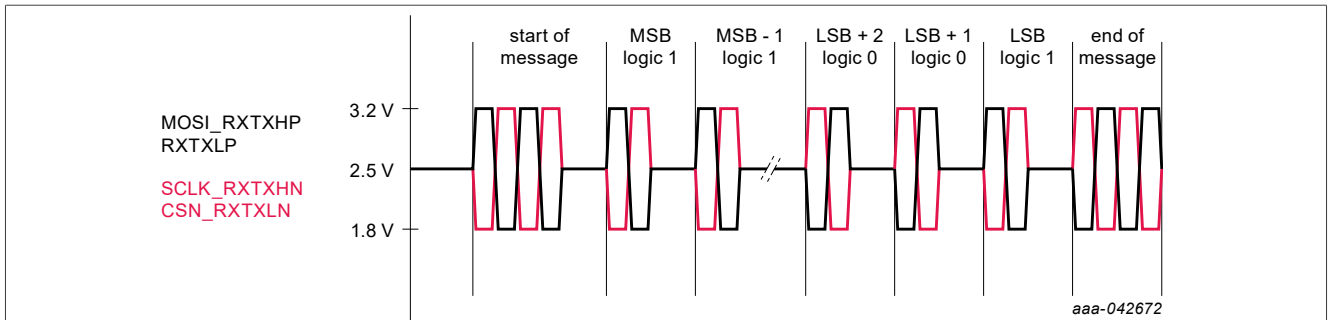 start of
message
MSB
logic 1
MSB - 1
logic 1
LSB + 2
logic 0
LSB + 1
logic 0
LSB
logic 1
end of
message
MOSI_RXTXHP
RXTXLP
SCLK_RXTXHN
CSN_RXTXLN
3.2 V
2.5 V
1.8 V
aaa-042672